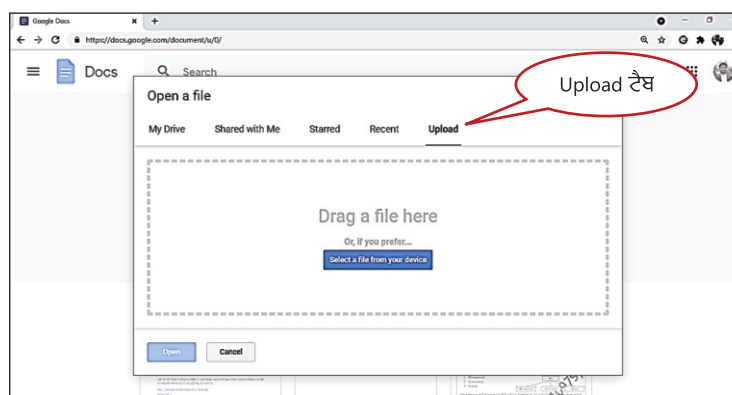 Google Docs
https://docs.google.com/document/u/0/
Docs
Search
Upload टैब
Open a file
My Drive Shared with Me Starred Recent Upload
Drag a file here
Or, if you prefer...
Select a file from your device
Open Cancel